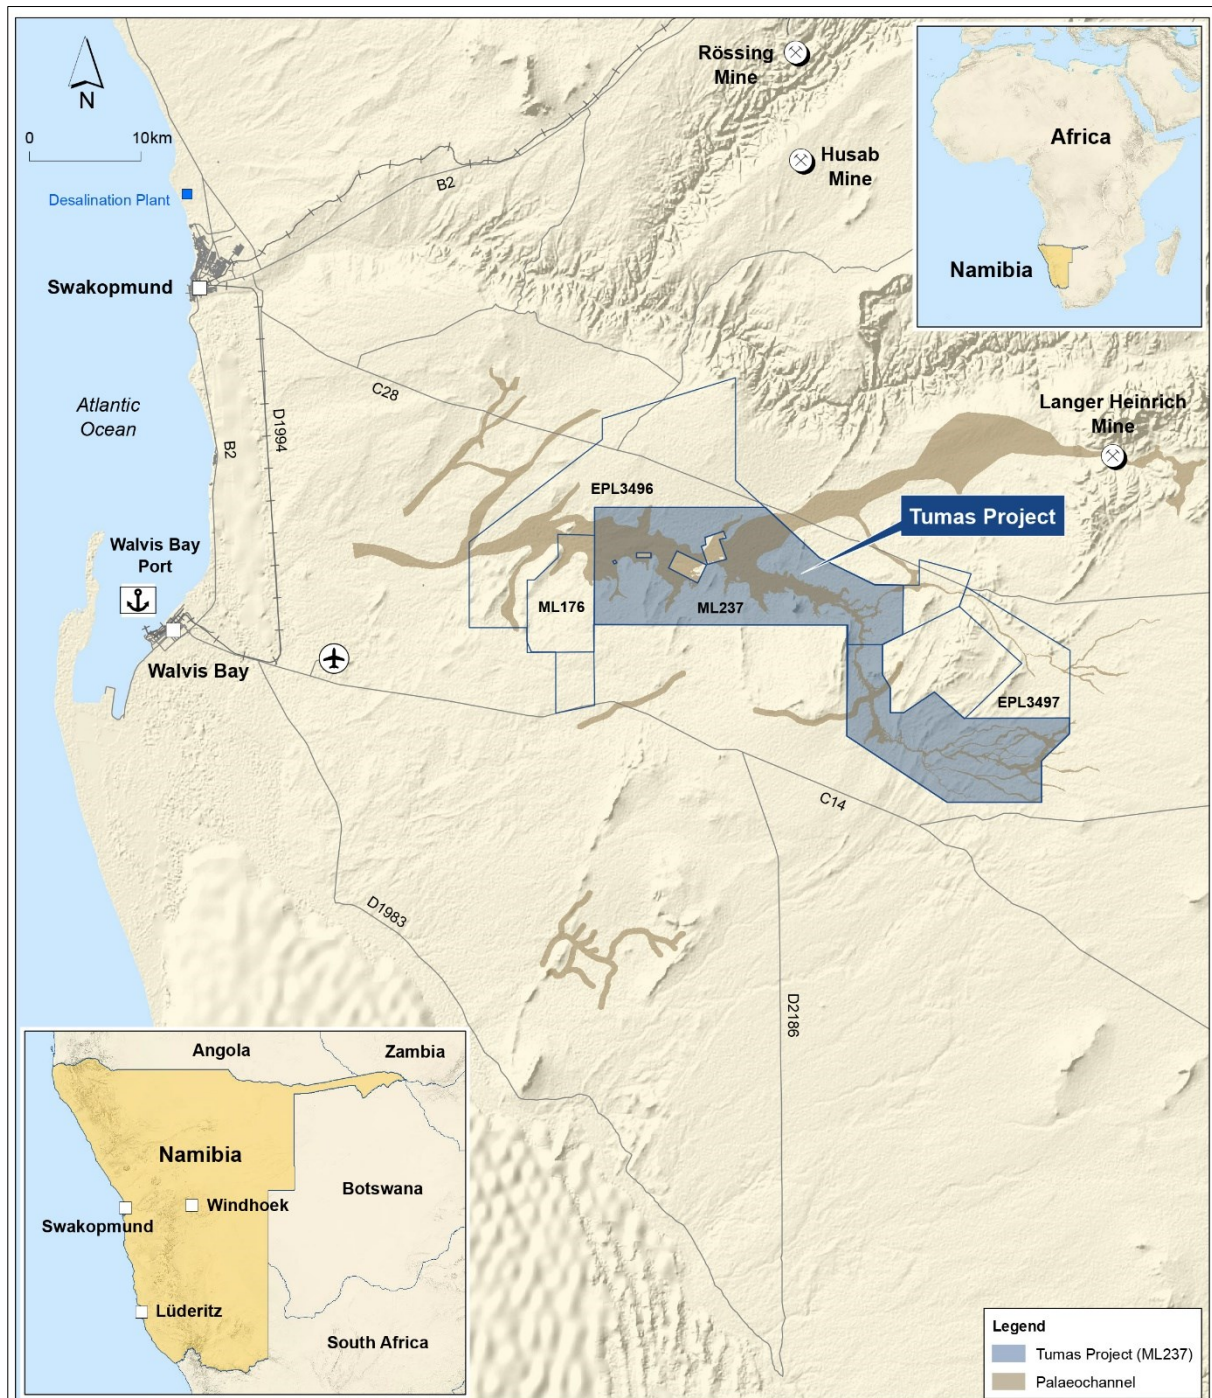 Rössing
Mine
N
0 10km
Husab
Mine
Desalination Plant
B2
Swakopmund
Africa
Namibia
Atlantic
Ocean
C28
D1994
B2
Langer Heinrich
Mine
EPL3496
Tumas Project
Walvis Bay
Port
ML176
ML237
Walvis Bay
EPL3497
C14
D1983
D2186
Angola
Zambia
Namibia
Botswana
Windhoek
Swakopmund
Lüderitz
South Africa
Legend
Tumas Project (ML237)
Palaeochannel